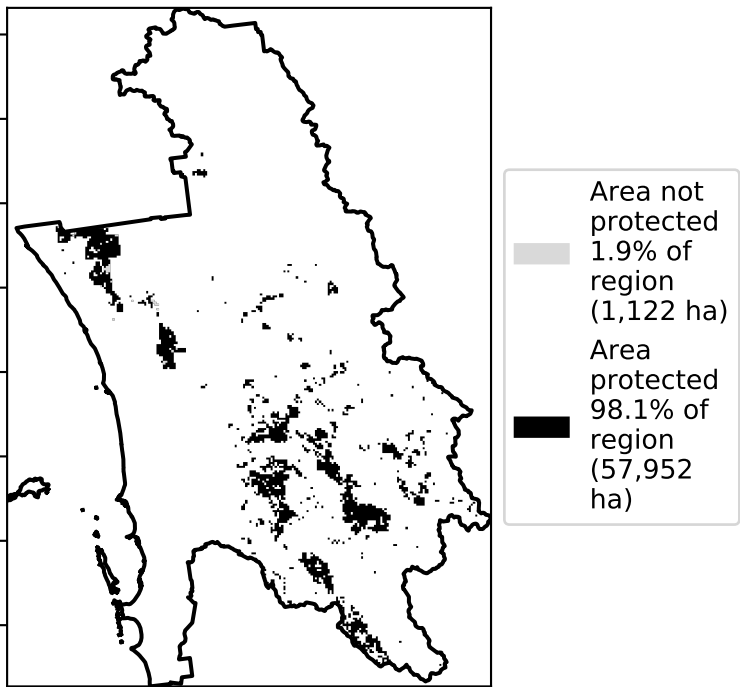 Area not
protected
1.9% of
region
(1,122 ha)
Area
protected
98.1% of
region
(57,952
ha)